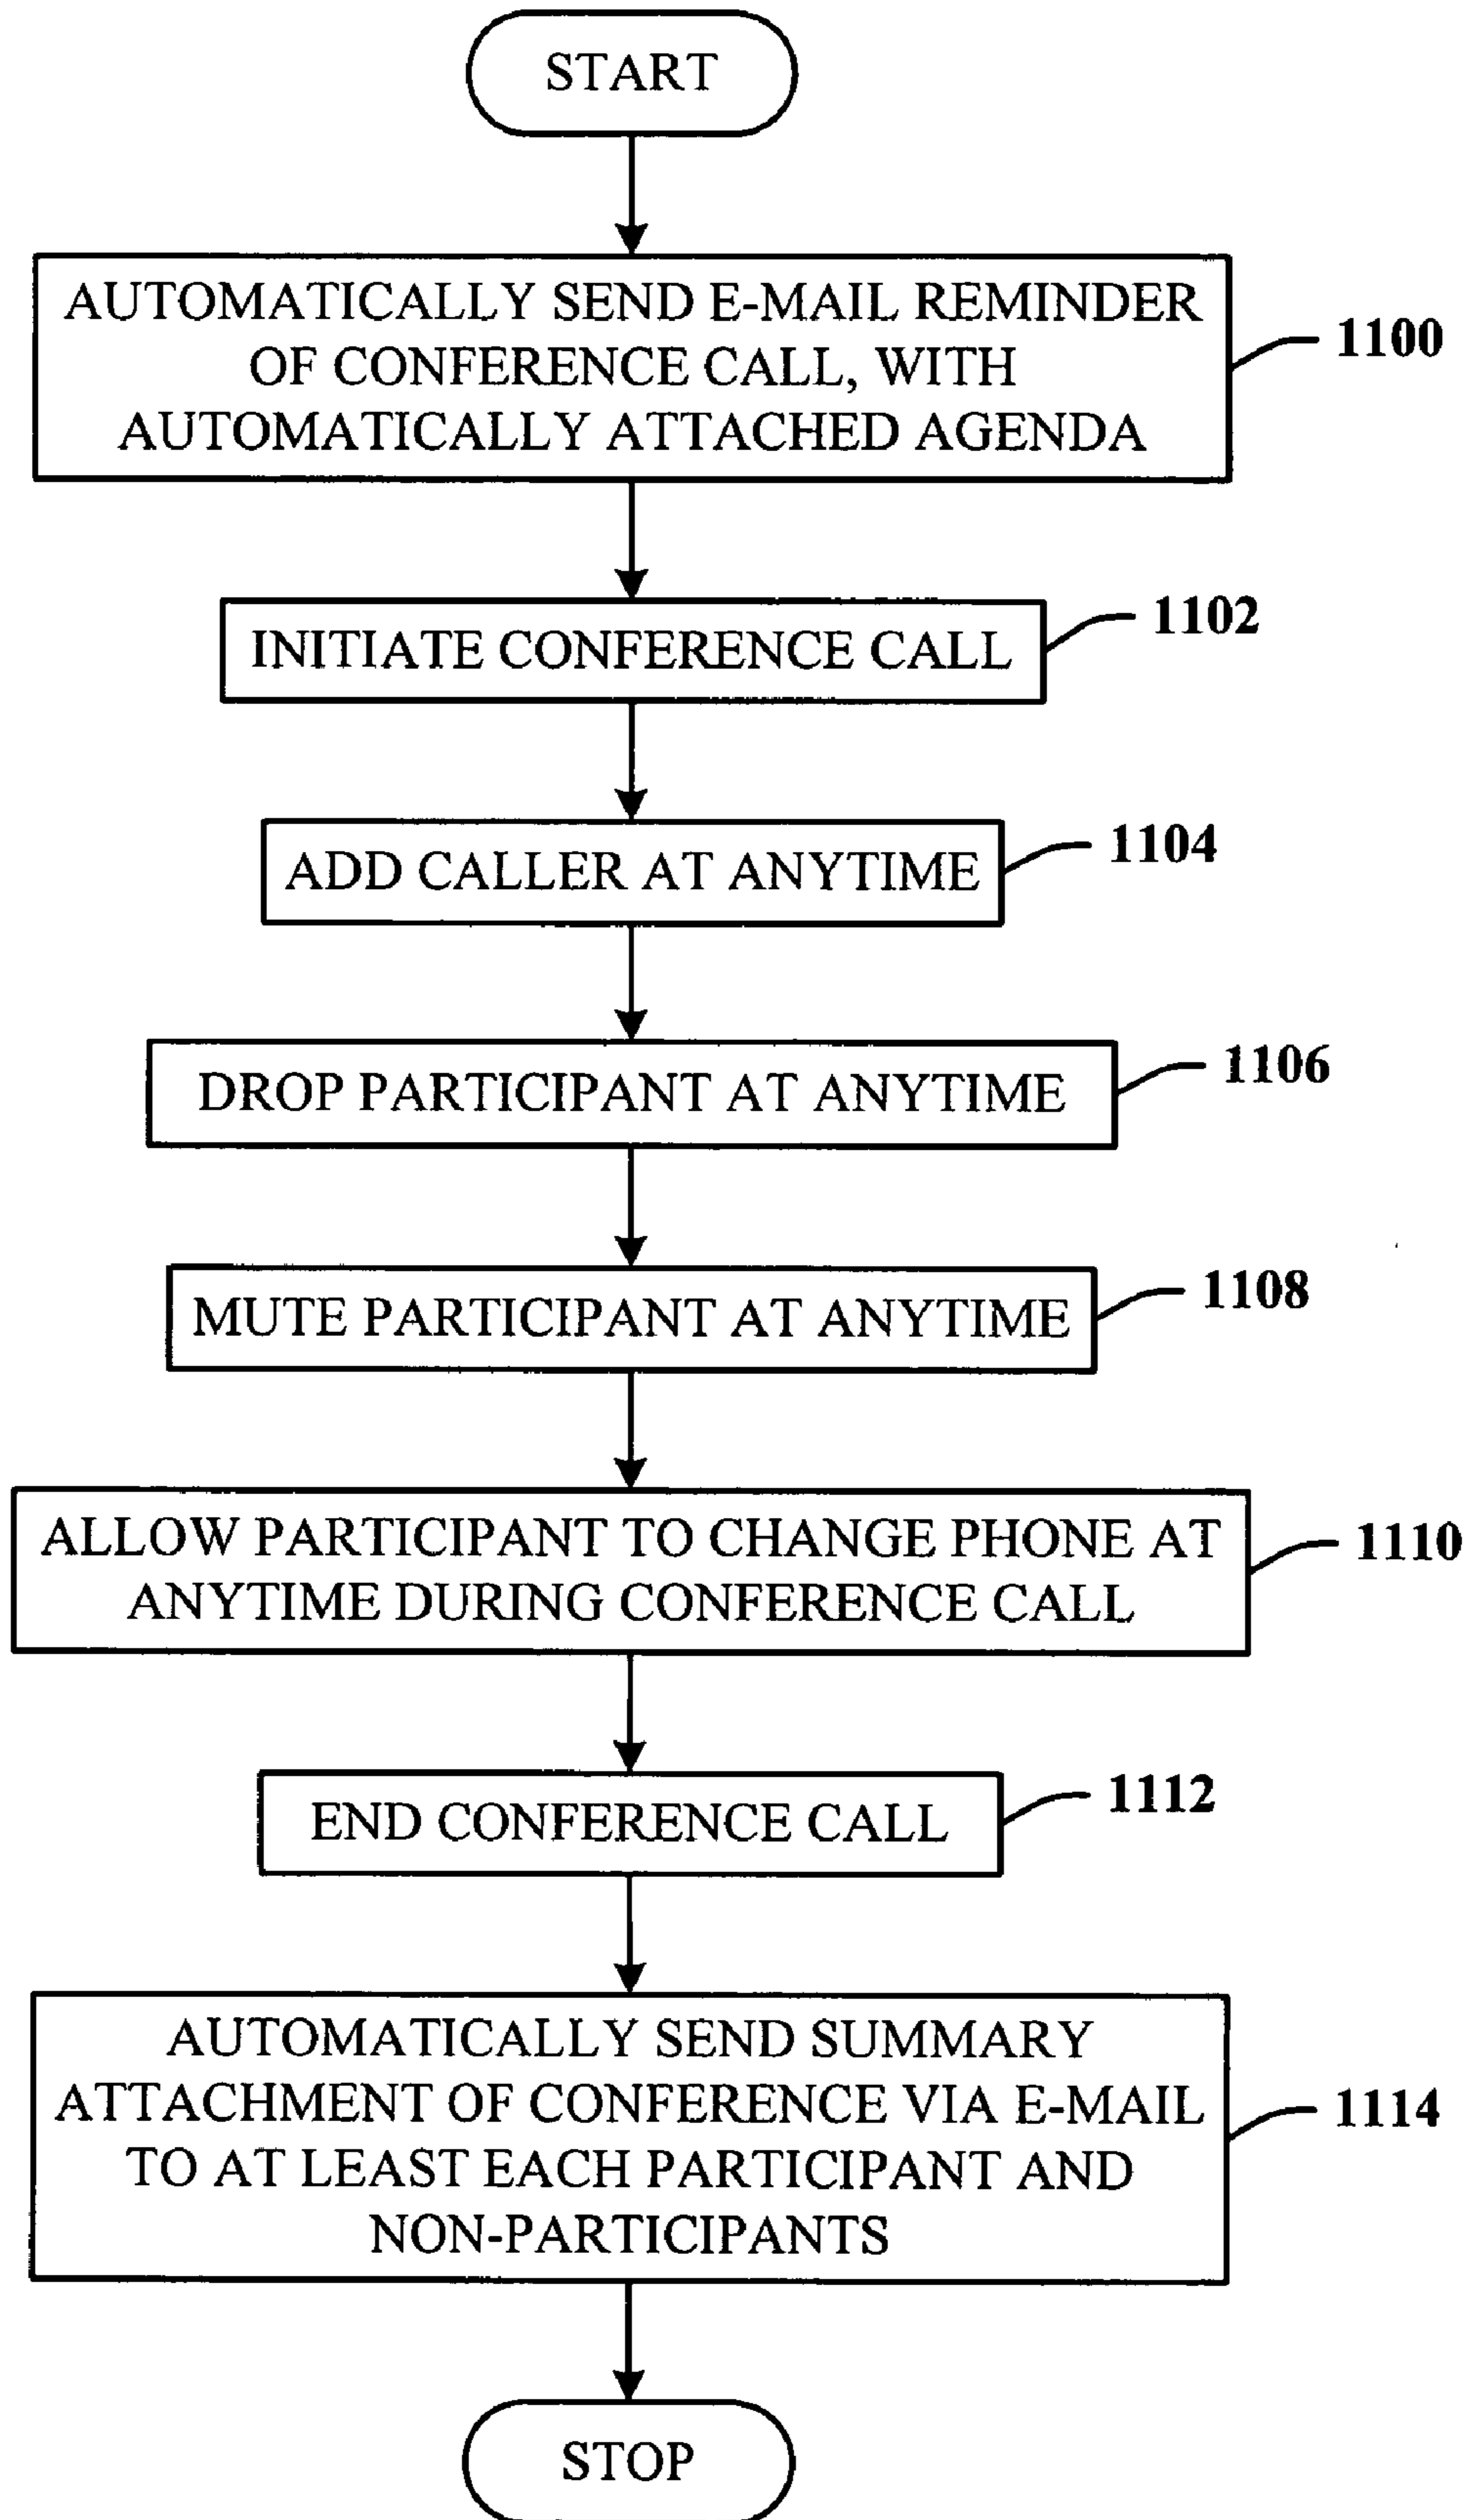 START
AUTOMATICALLY SEND E-MAIL REMINDER
OF CONFERENCE CALL, WITH
AUTOMATICALLY ATTACHED AGENDA
1100
INITIATE CONFERENCE CALL
1102
ADD CALLER AT ANYTIME
1104
DROP PARTICIPANT AT ANYTIME
1106
MUTE PARTICIPANT AT ANYTIME
1108
ALLOW PARTICIPANT TO CHANGE PHONE AT
ANYTIME DURING CONFERENCE CALL
1110
END CONFERENCE CALL
1112
AUTOMATICALLY SEND SUMMARY
ATTACHMENT OF CONFERENCE VIA E-MAIL
TO AT LEAST EACH PARTICIPANT AND
NON-PARTICIPANTS
1114
STOP